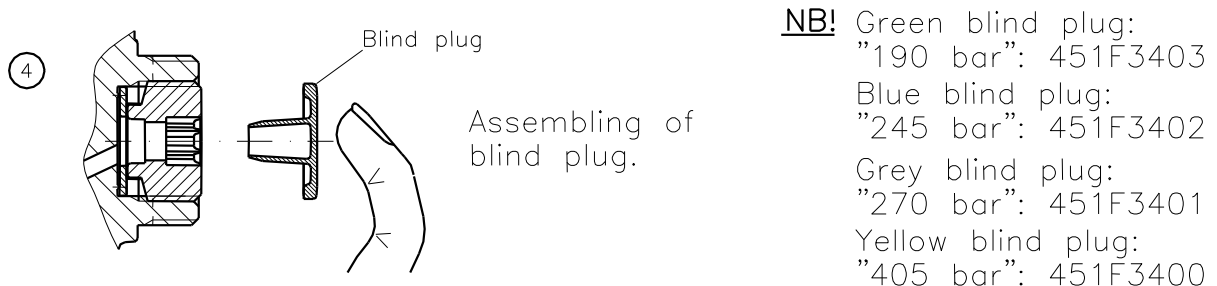 4
Blind plug
Assembling of
blind plug.
NB! Green blind plug:
"190 bar": 451F3403
Blue blind plug:
"245 bar": 451F3402
Grey blind plug:
"270 bar": 451F3401
Yellow blind plug:
"405 bar": 451F3400